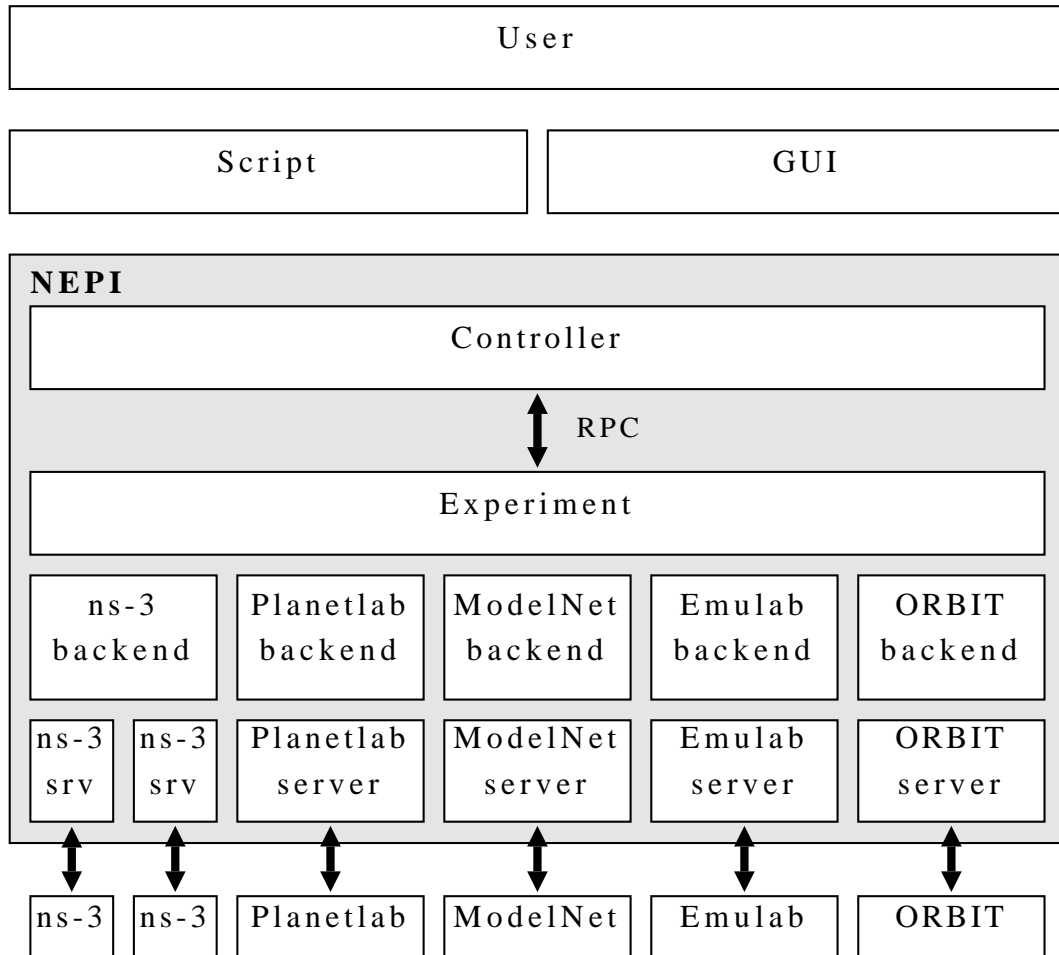 User
Script GUI
NEPI
Controller
RPC
Experiment
ns-3 Planetlab ModelNet Emulab ORBIT
backend backend backend backend backend
ns-3 ns-3 Planetlab ModelNet Emulab ORBIT
srv srv server server server server
ns-3 ns-3 Planetlab ModelNet Emulab ORBIT